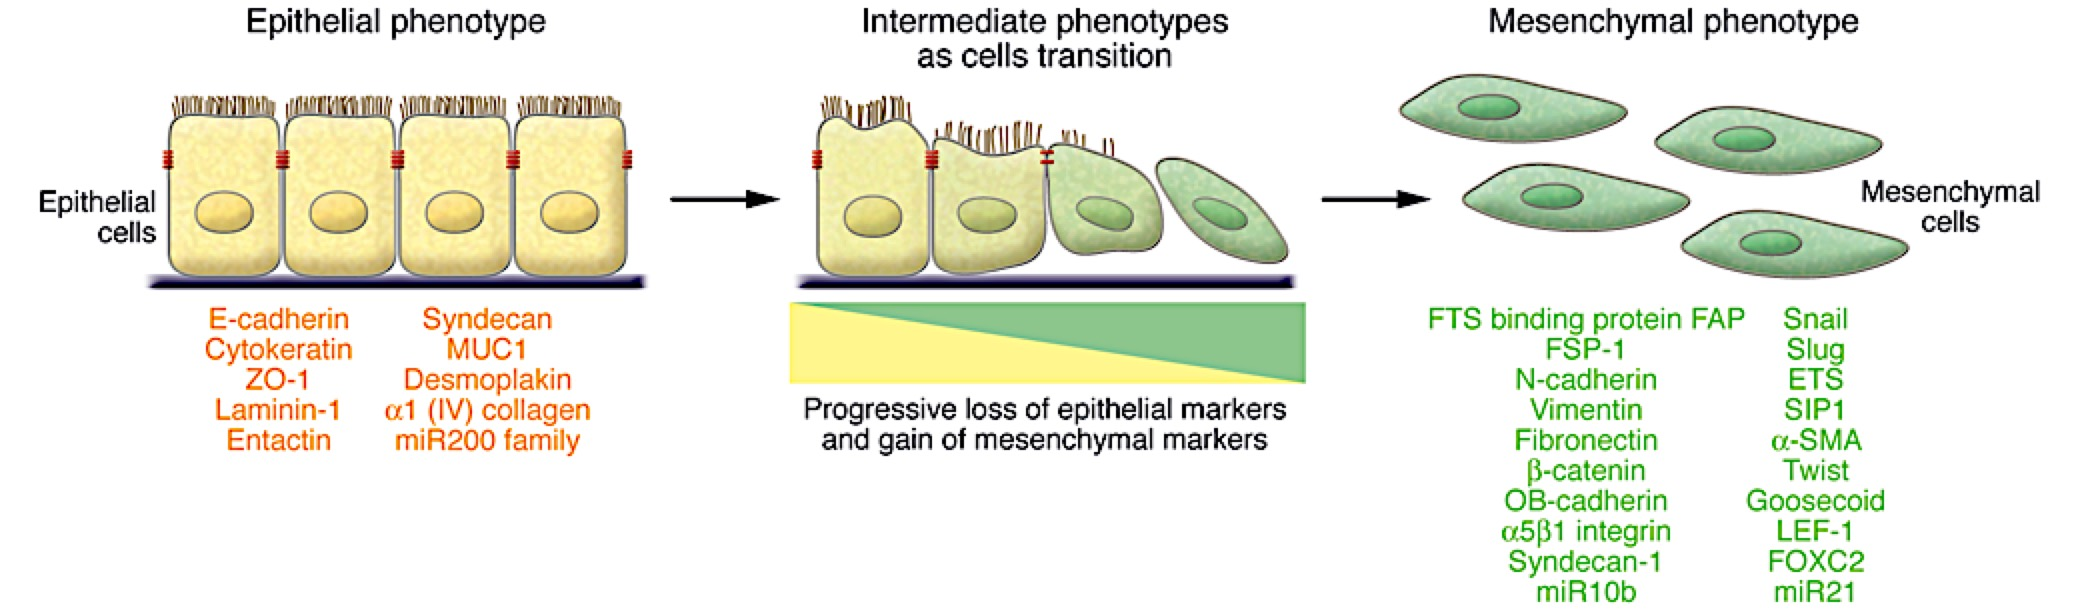 Epithelial phenotype
Intermediate phenotypes
as cells transition
Mesenchymal phenotype
Epithelial
cells
Mesenchymal
cells
E-cadherin
Cytokeratin
ZO-1
Laminin-1
Entactin
Syndecan
MUC1
Desmoplakin
α1 (IV) collagen
miR200 family
Progressive loss of epithelial markers
and gain of mesenchymal markers
FTS binding protein FAP
FSP-1
N-cadherin
Vimentin
Fibronectin
β-catenin
OB-cadherin
α5β1 integrin
Syndecan-1
miR10b
Snail
Slug
ETS
SIP1
α-SMA
Twist
Goosecoid
LEF-1
FOXC2
miR21